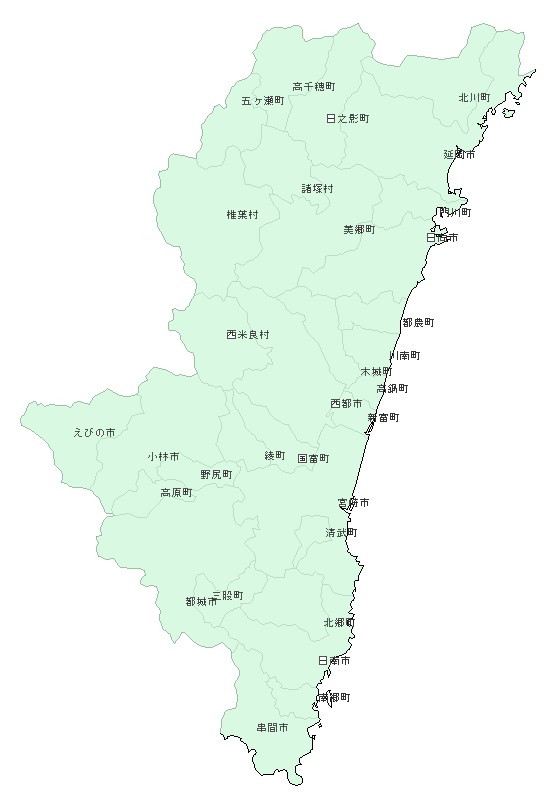 高千穂町
北川町
五ヶ瀬町
日之影町
延岡市
諸塚村
門川町
椎葉村
美郷町
日向市
都農町
西米良村
川南町
木城町
高鍋町
西都市
新富町
えびの市
綾町
小林市
国富町
野尻町
高原町
宮崎市
清武町
三股町
都城市
北郷町
日南市
南郷町
串間市